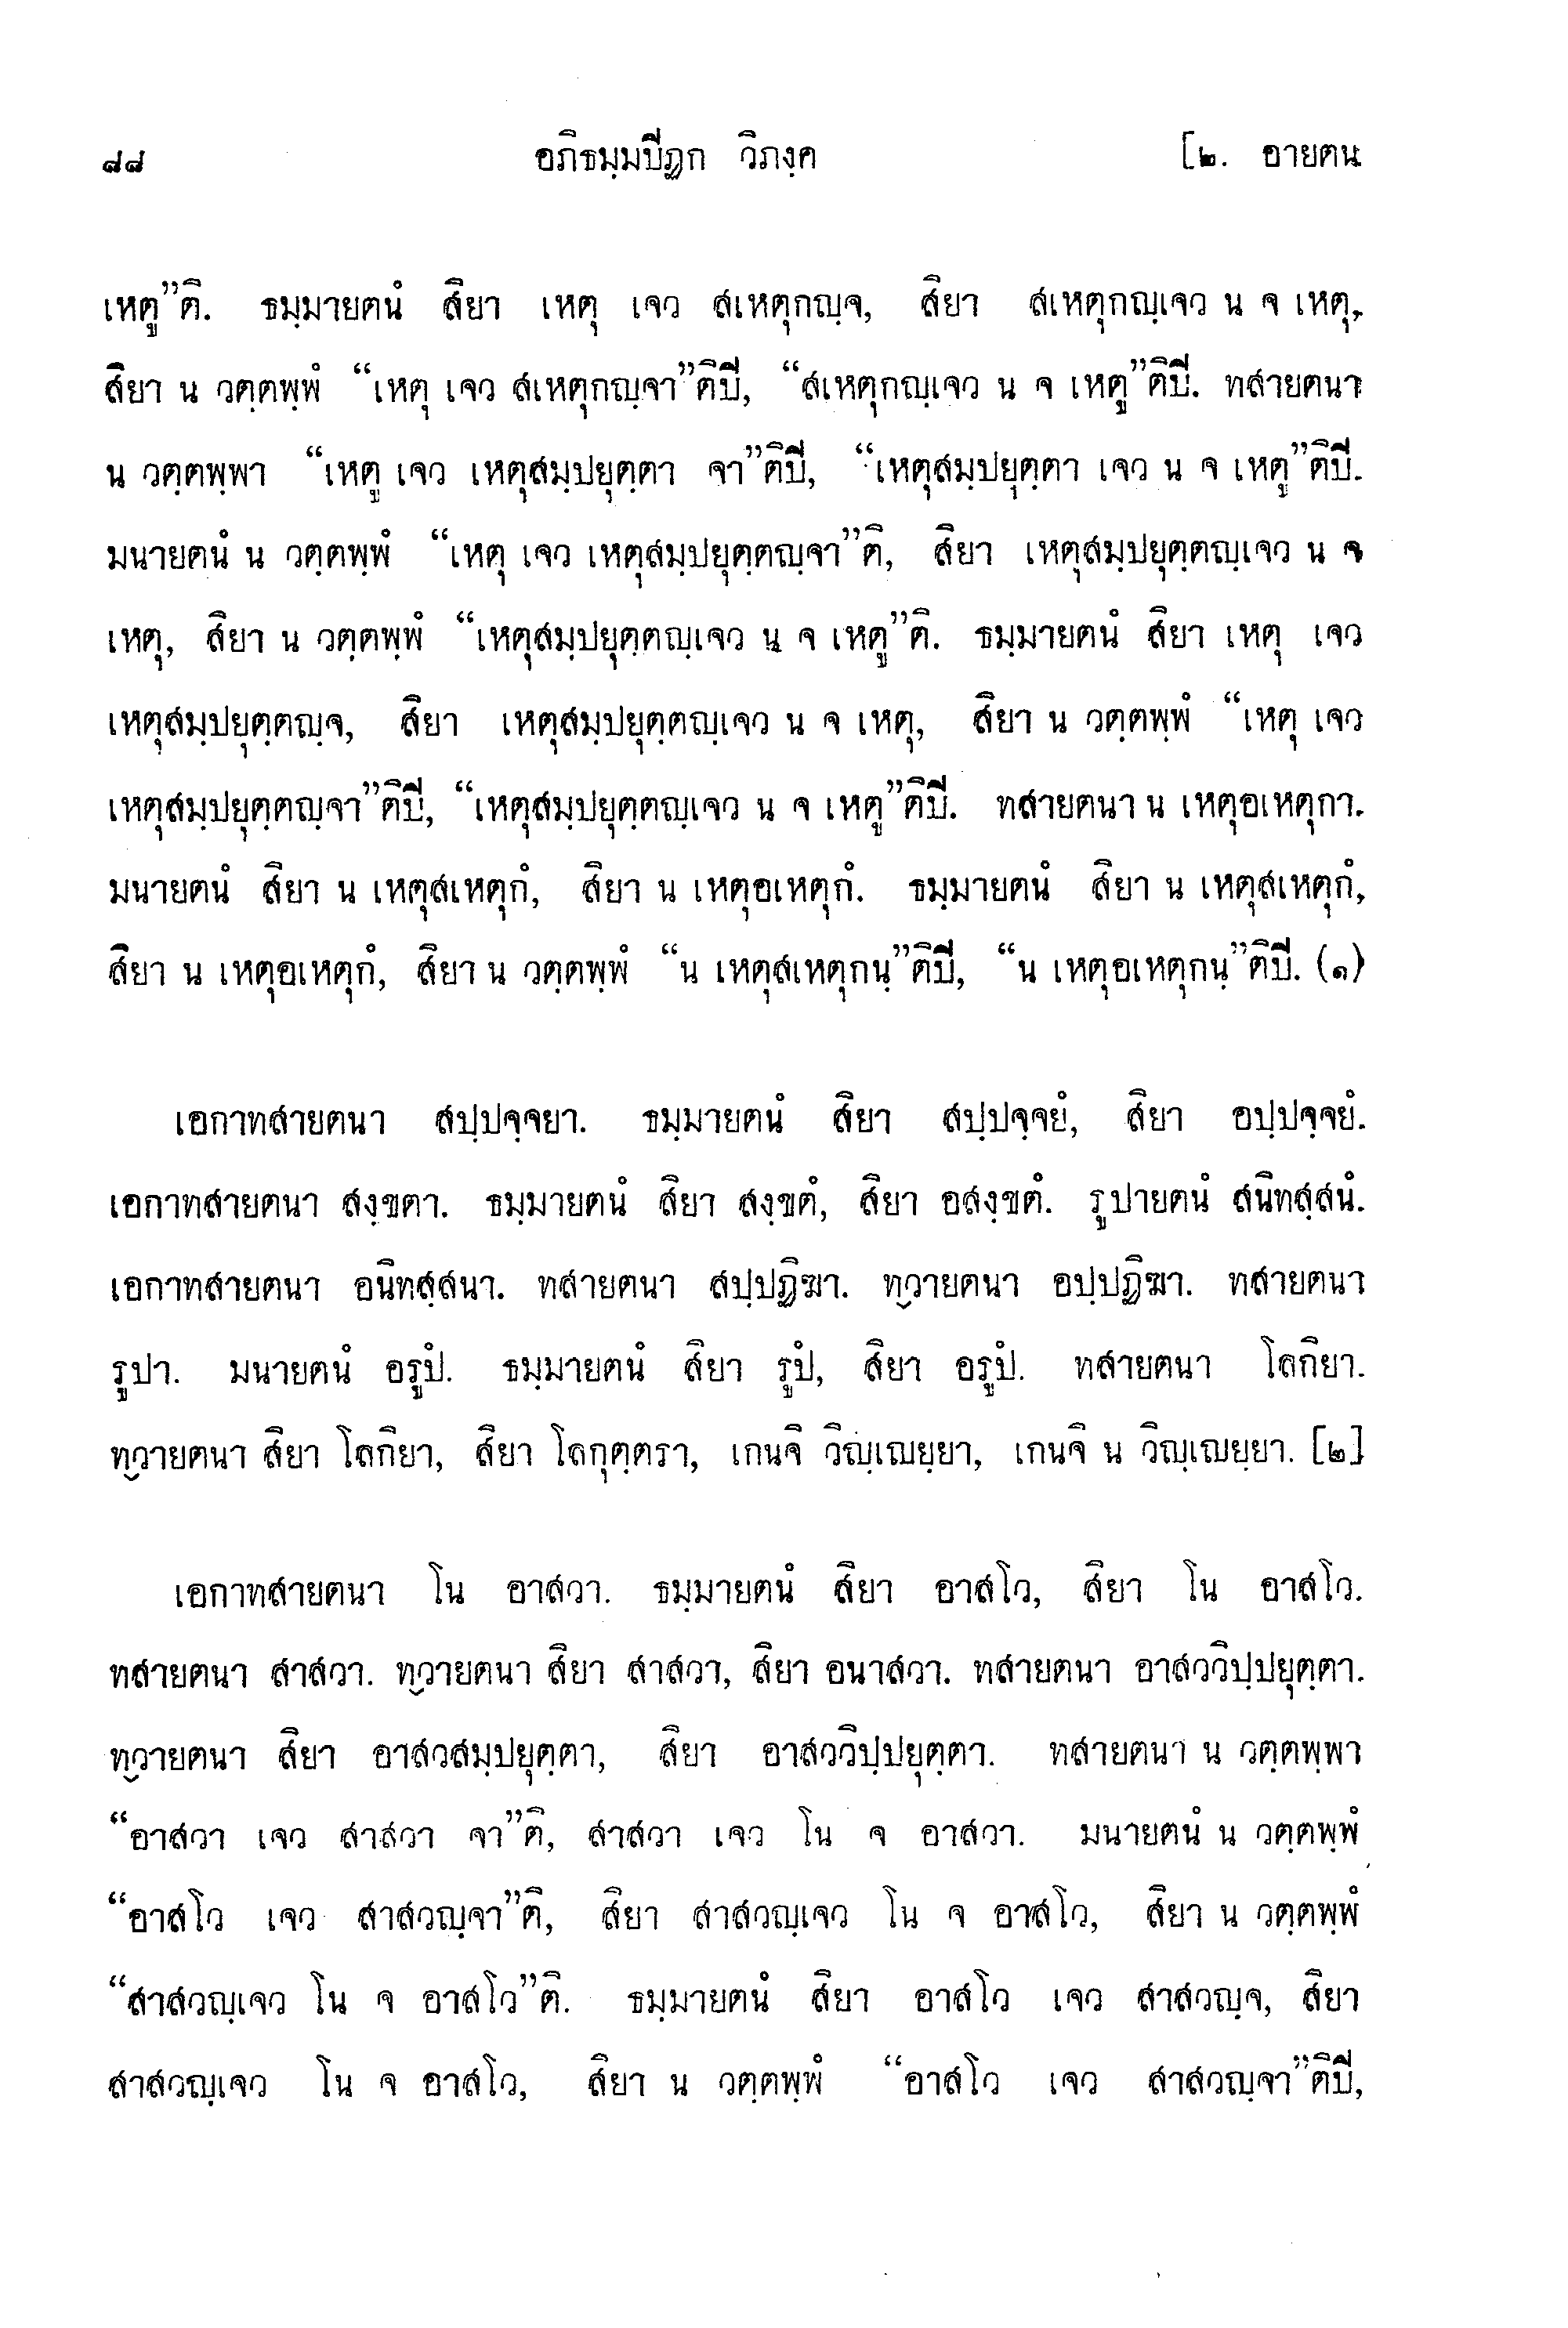 ๘๘ อภิธมฺมปีฏก วิภงฺค [๒. อายตน
เหตู”ติ. ธมฺมายตนํ สิยา เหตุ เจว สเหตุกญฺจ, สิยา สเหตุกญฺเจว น จ เหตุ,
สิยา น วตฺตพฺพํ “เหตุ เจว สเหตุกญฺจา”ติปี, “สเหตุกญฺเจว น จ เหตู”ติปี. ทสายตนา
น วตฺตพฺพา “เหตู เจว เหตุสมฺปยุตฺตา จา”ติปี, “เหตุสมฺปยุตฺตา เจว น จ เหตู”ติปี.
มนายตนํ น วตฺตพฺพํ “เหตุ เจว เหตุสมฺปยุตฺตญฺจา”ติ, สิยา เหตุสมฺปยุตฺตญฺเจว น จ
เหตุ, สิยา น วตฺตพฺพํ “เหตุสมฺปยุตฺตญฺเจว น จ เหตู”ติ. ธมฺมายตนํ สิยา เหตุ เจว
เหตุสมฺปยุตฺตญฺจ, สิยา เหตุสมฺปยุตฺตญฺเจว น จ เหตุ, สิยา น วตฺตพฺพํ “เหตุ เจว
เหตุสมฺปยุตฺตญฺจา”ติปี, “เหตุสมฺปยุตฺตญฺเจว น จ เหตู”ติปี. ทสายตนา น เหตุอเหตุกา.
มนายตนํ สิยา น เหตุสเหตุกํ, สิยา น เหตุอเหตุกํ. ธมฺมายตนํ สิยา น เหตุสเหตุกํ,
สิยา น เหตุอเหตุกํ, สิยา น วตฺตพฺพํ “น เหตุสเหตุกนฺ”ติปี, “น เหตุอเหตุกนฺ”ติปี. (๑)
เอกาทสายตนา สปฺปจฺจยา. ธมฺมายตนํ สิยา สปฺปจฺจยํ, สิยา อปฺปจฺจยํ.
เอกาทสายตนา สงฺขตา. ธมฺมายตนํ สิยา สงฺขตํ, สิยา อสงฺขตํ. รูปายตนํ สนิทสฺสนํ.
เอกาทสายตนา อนิทสฺสนา. ทสายตนา สปฺปฏิฆา. ทฺวายตนา อปฺปฏิฆา. ทสายตนา
รูปา. มนายตนํ อรูปํ. ธมฺมายตนํ สิยา รูปํ, สิยา อรูปํ. ทสายตนา โลกิยา.
ทฺวายตนา สิยา โลกิยา, สิยา โลกุตฺตรา, เกนจิ วิญฺเญยฺยา, เกนจิ น วิญฺเญยฺยา. [๒]
เอกาทสายตนา โน อาสวา. ธมฺมายตนํ สิยา อาสโว, สิยา โน อาสโว.
ทสายตนา สาสวา. ทฺวายตนา สิยา สาสวา, สิยา อนาสวา. ทสายตนา อาสววิปฺปยุตฺตา.
ทฺวายตนา สิยา อาสวสมฺปยุตฺตา, สิยา อาสววิปฺปยุตฺตา. ทสายตนา น วตฺตพฺพา
“อาสวา เจว สาสวา จา”ติ, สาสวา เจว โน จ อาสวา. มนายตนํ น วตฺตพฺพํ
“อาสโว เจว สาสวญฺจา”ติ, สิยา สาสวญฺเจว โน จ อาสโว, สิยา น วตฺตพฺพํ
“สาสวญฺเจว โน จ อาสโว”ติ. ธมฺมายตนํ สิยา อาสโว เจว สาสวญฺจ, สิยา
สาสวญฺเจว โน จ อาสโว, สิยา น วตฺตพฺพํ “อาสโว เจว สาสวญฺจา”ติปี,